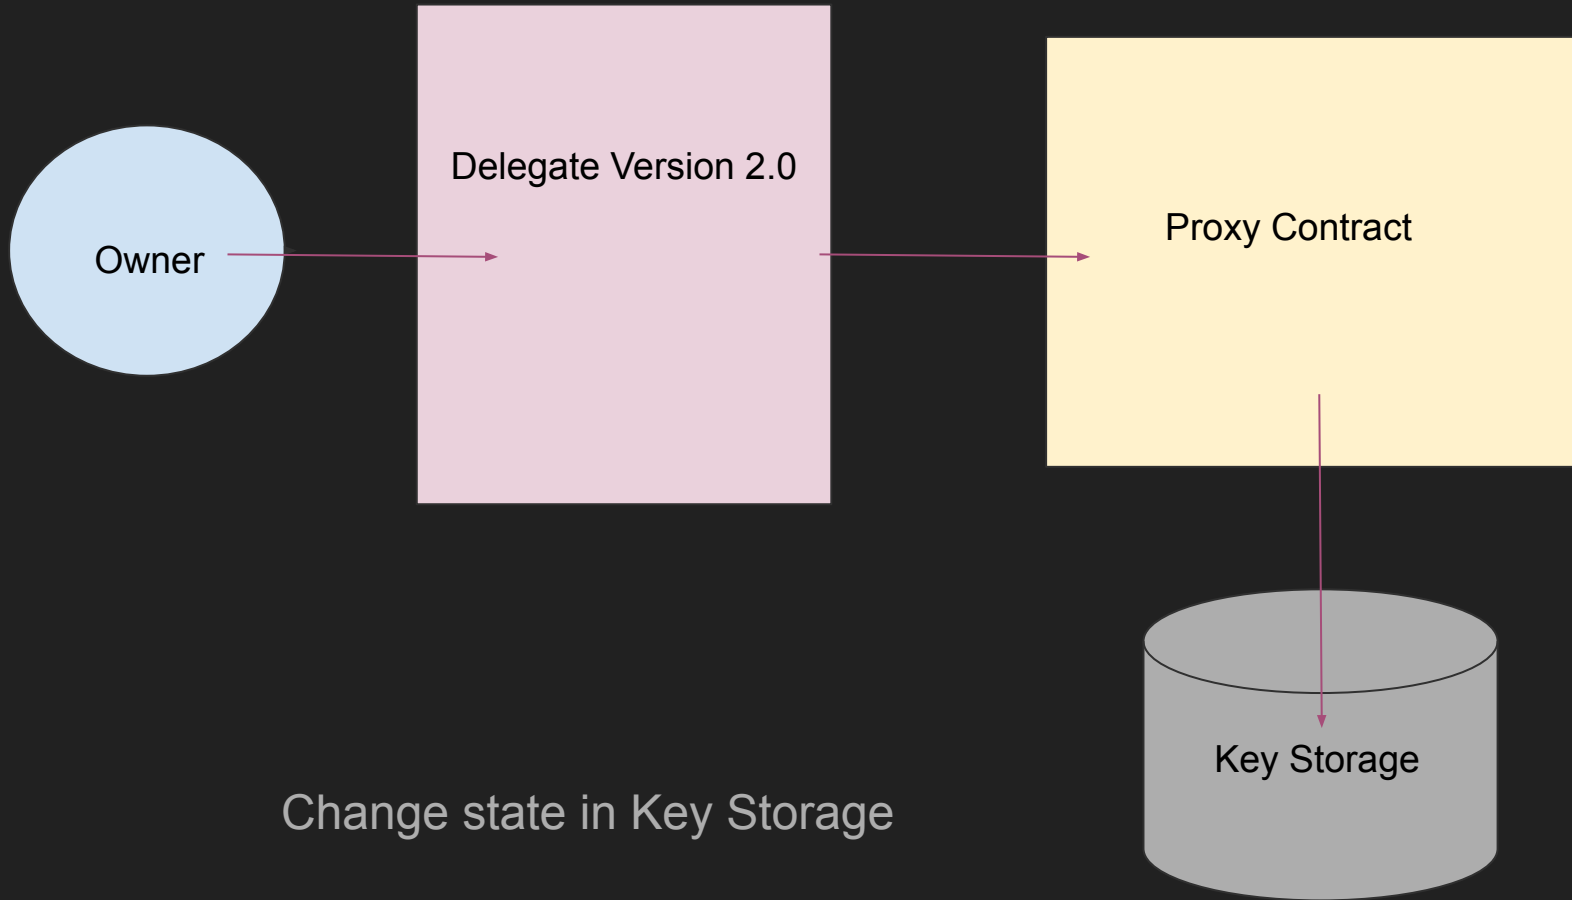 Delegate Version 2.0
Proxy Contract
Owner
Key Storage
Change state in Key Storage